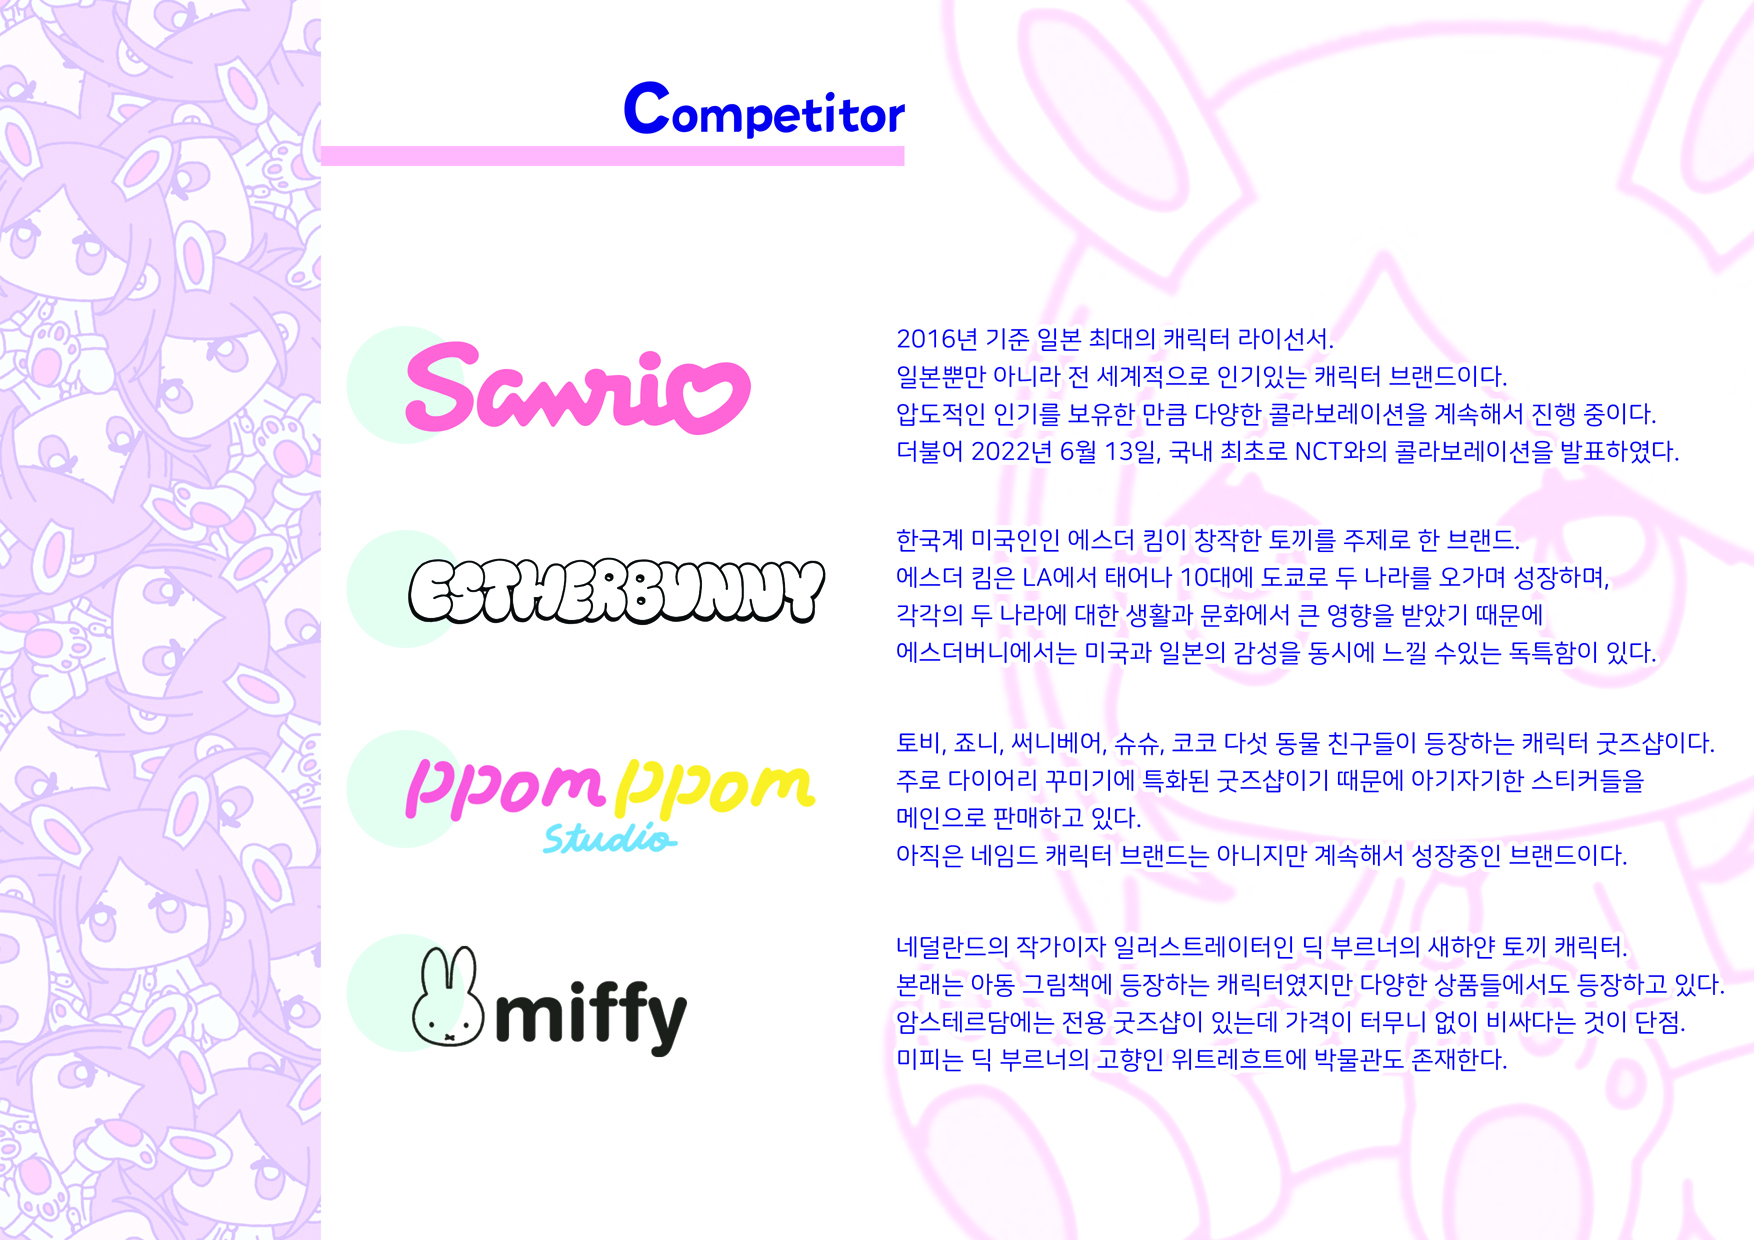 Competitor
Sanrio
2016년 기준 일본 최대의 캐릭터 라이선서.
일본뿐만 아니라 전 세계적으로 인기있는 캐릭터 브랜드이다.
압도적인 인기를 보유한 만큼 다양한 콜라보레이션을 계속해서 진행 중이다.
더불어 2022년 6월 13일, 국내 최초로 NCT와의 콜라보레이션을 발표하였다.
ESTHERBUNNY
한국계 미국인인 에스더 킴이 창작한 토끼를 주제로 한 브랜드.
에스더 킴은 LA에서 태어나 10대에 도쿄로 두 나라를 오가며 성장하며,
각각의 두 나라에 대한 생활과 문화에서 큰 영향을 받았기 때문에
에스더버니에서는 미국과 일본의 감성을 동시에 느낄 수있는 독특함이 있다.
ppom ppom
Studio
토비, 죠니, 써니베어, 슈슈, 코코 다섯 동물 친구들이 등장하는 캐릭터 굿즈샵이다.
주로 다이어리 꾸미기에 특화된 굿즈샵이기 때문에 아기자기한 스티커들을
메인으로 판매하고 있다.
아직은 네임드 캐릭터 브랜드는 아니지만 계속해서 성장중인 브랜드이다.
miffy
네덜란드의 작가이자 일러스트레이터인 딕 부르너의 새하얀 토끼 캐릭터.
본래는 아동 그림책에 등장하는 캐릭터였지만 다양한 상품들에서도 등장하고 있다.
암스테르담에는 전용 굿즈샵이 있는데 가격이 터무니 없이 비싸다는 것이 단점.
미피는 딕 부르너의 고향인 위트레흐트에 박물관도 존재한다.